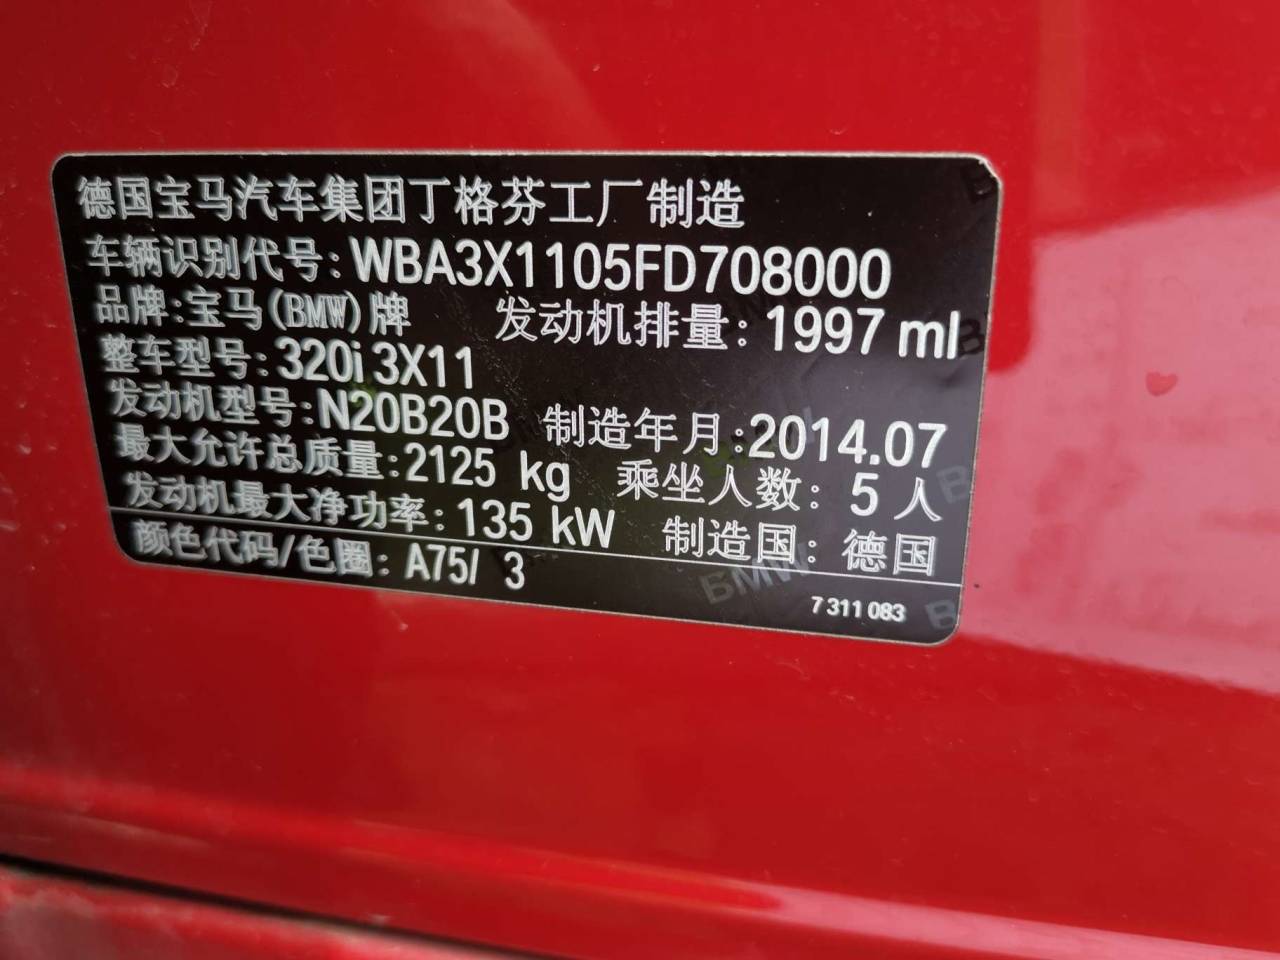 德国宝马汽车集团丁格芬工厂制造
车辆识别代号:WBA3X1105FD708000
品牌:宝马(BMW)牌 发动机排量:1997 ml
整车型号:320i 3X11
发动机型号:N20B20B 制造年月:2014.07
最大允许总质量:2125 kg 乘坐人数: 5 人
发动机最大净功率:135 kW 制造国: 德国
颜色代码/色圈: A75/ 3
7 311 083
BMW